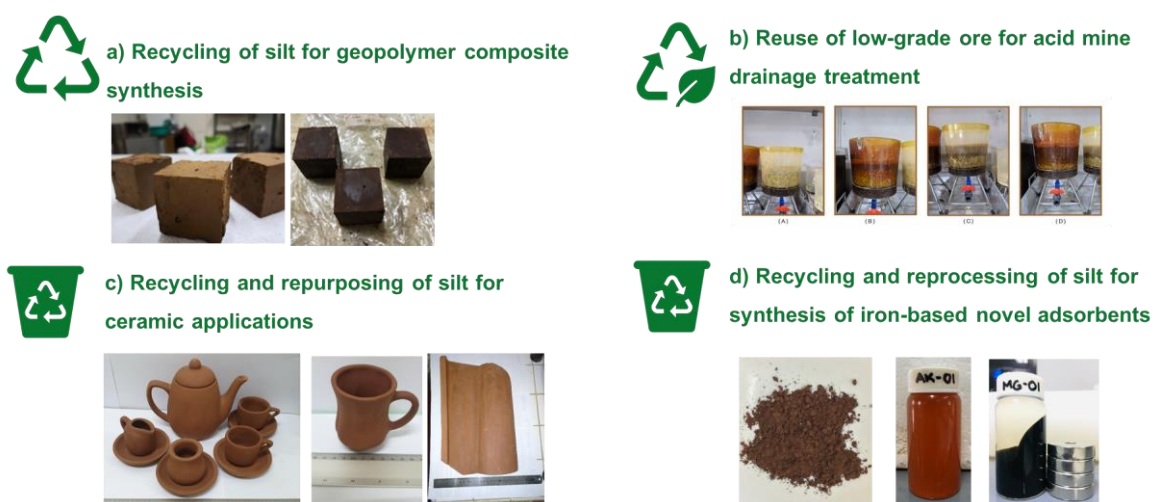 a) Recycling of silt for geopolymer composite
synthesis
b) Reuse of low-grade ore for acid mine
drainage treatment
(A)
(B)
(C)
(D)
c) Recycling and repurposing of silt for
ceramic applications
d) Recycling and reprocessing of silt for
synthesis of iron-based novel adsorbents
AK-01
MG-01